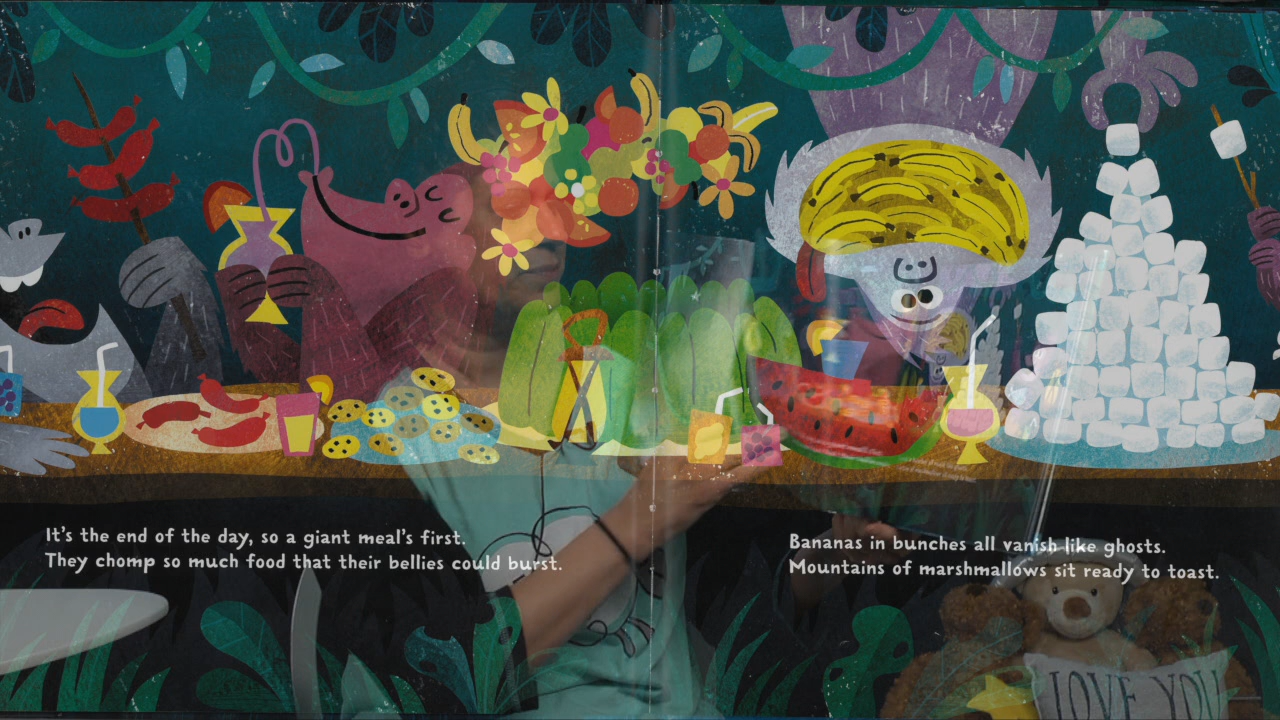 It's the end of the day, so a giant meal's first.
They chomp so much food that their bellies could burst.
Bananas in bunches all vanish like ghosts.
Mountains of marshmallows sit ready to toast.
I LOVE YOU